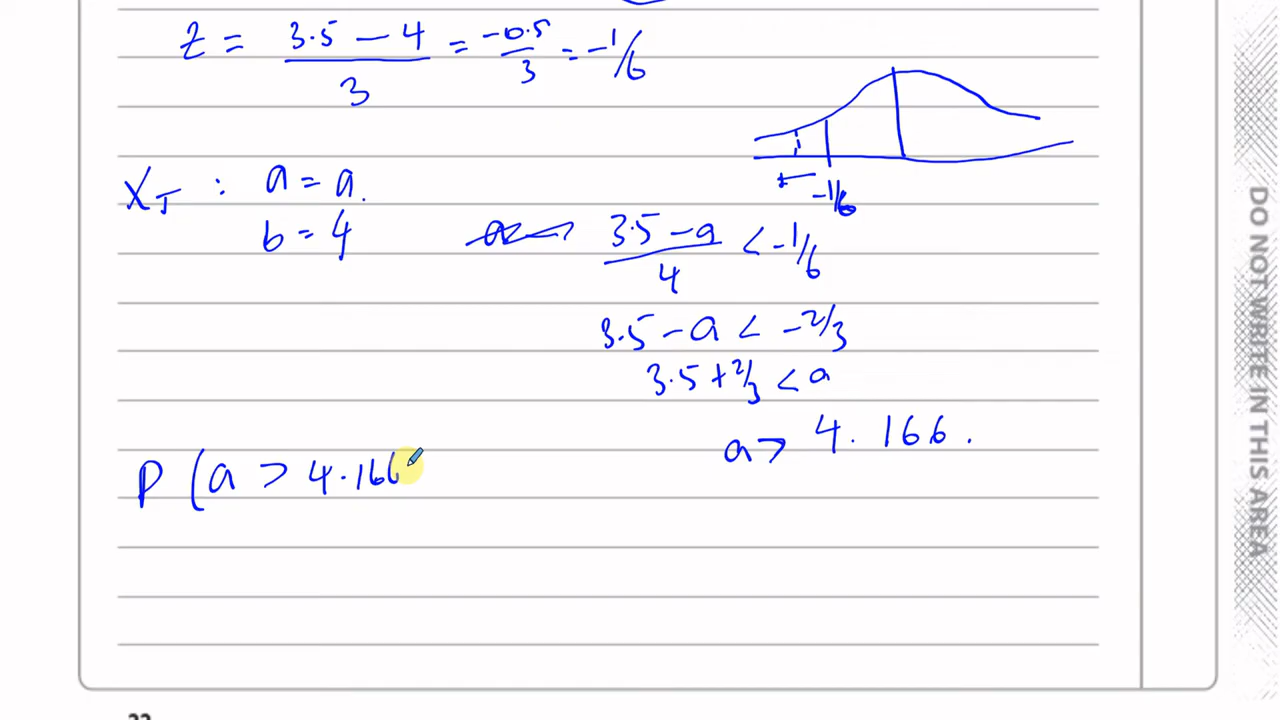 z = (3.5 - 4)/3 = -0.5/3 = -1/6
-1/6
X_J : a = a.
b = 4
(3.5 - a)/4 < -1/6
3.5 - a < -2/3
3.5 + 2/3 < a
a > 4.166.
P (a > 4.166
DO NOT WRITE IN THIS AREA